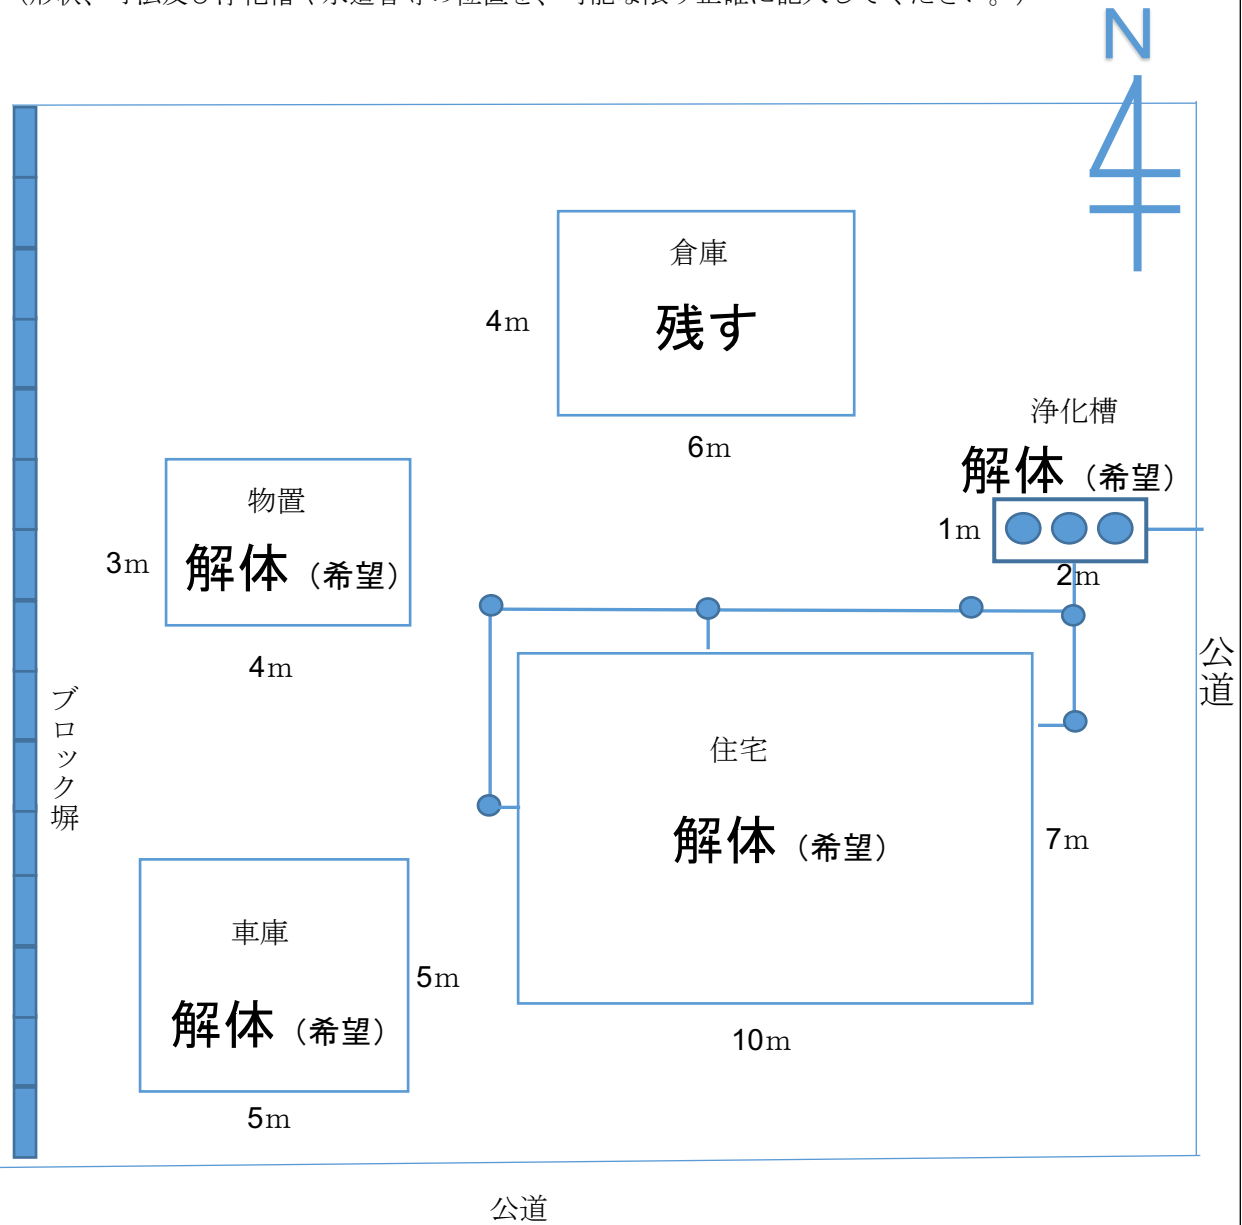 N
倉庫
残す
4m
6m
浄化槽
解体（希望）
1m
2m
物置
解体（希望）
3m
4m
公道
ブロック塀
住宅
解体（希望）
7m
10m
車庫
解体（希望）
5m
5m
公道